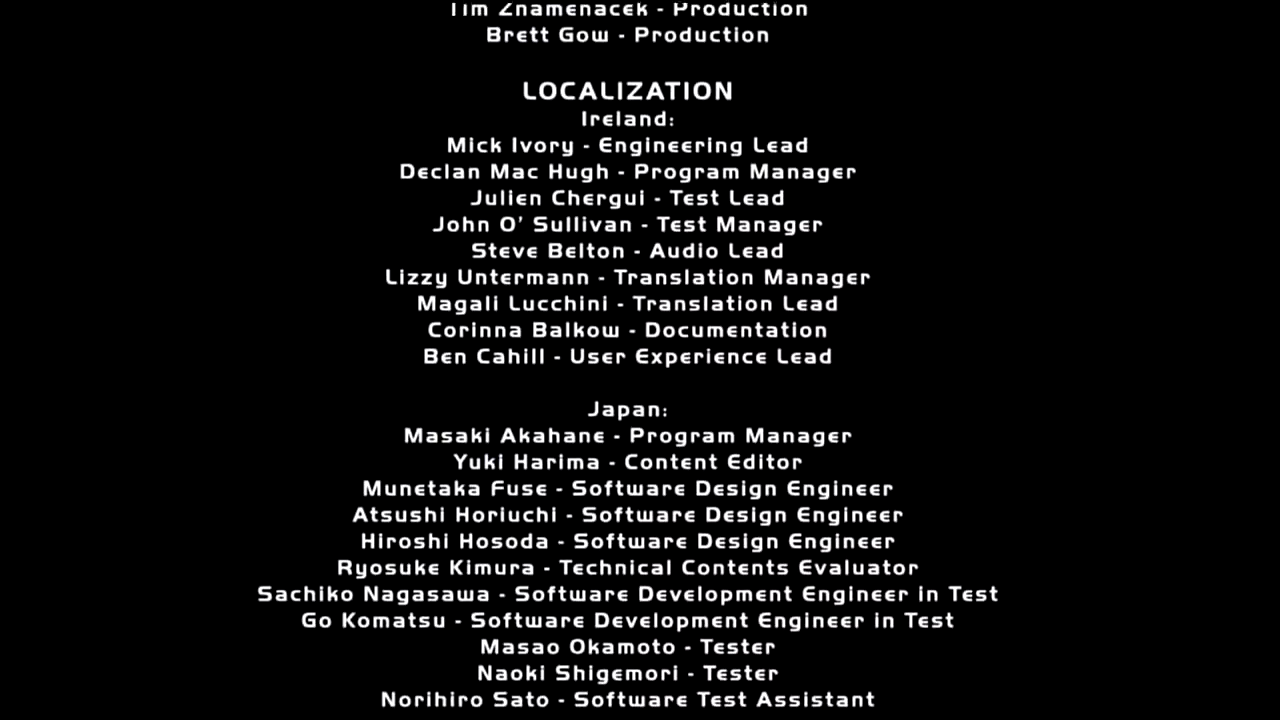 Tim Znamenacek - Production
Brett Gow - Production
LOCALIZATION
Ireland:
Mick Ivory - Engineering Lead
Declan Mac Hugh - Program Manager
Julien Chergui - Test Lead
John O' Sullivan - Test Manager
Steve Belton - Audio Lead
Lizzy Untermann - Translation Manager
Magali Lucchini - Translation Lead
Corinna Balkow - Documentation
Ben Cahill - User Experience Lead
Japan:
Masaki Akahane - Program Manager
Yuki Harima - Content Editor
Munetaka Fuse - Software Design Engineer
Atsushi Horiuchi - Software Design Engineer
Hiroshi Hosoda - Software Design Engineer
Ryosuke Kimura - Technical Contents Evaluator
Sachiko Nagasawa - Software Development Engineer in Test
Go Komatsu - Software Development Engineer in Test
Masao Okamoto - Tester
Naoki Shigemori - Tester
Norihiro Sato - Software Test Assistant